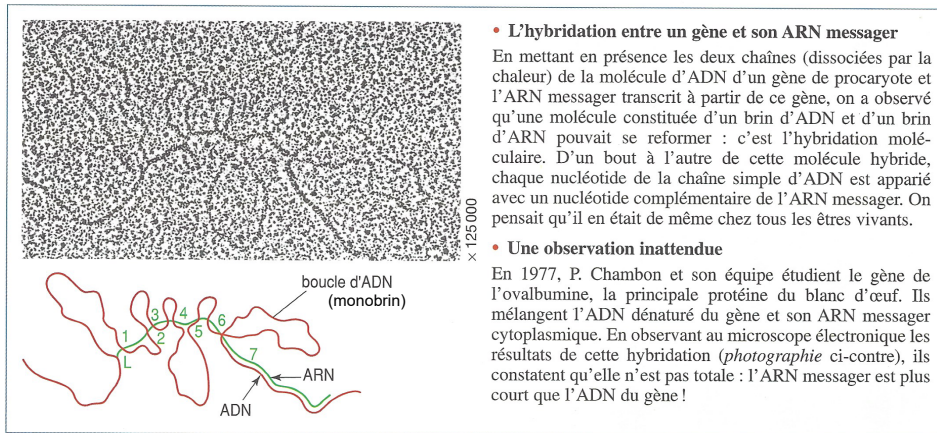 • L'hybridation entre un gène et son ARN messager
En mettant en présence les deux chaînes (dissociées par la
chaleur) de la molécule d'ADN d'un gène de procaryote et
l'ARN messager transcrit à partir de ce gène, on a observé
qu'une molécule constituée d'un brin d'ADN et d'un brin
d'ARN pouvait se reformer : c'est l'hybridation molé-
culaire. D'un bout à l'autre de cette molécule hybride,
chaque nucléotide de la chaîne simple d'ADN est apparié
avec un nucléotide complémentaire de l'ARN messager. On
pensait qu'il en était de même chez tous les êtres vivants.
• Une observation inattendue
En 1977, P. Chambon et son équipe étudient le gène de
l'ovalbumine, la principale protéine du blanc d'œuf. Ils
mélangent l'ADN dénaturé du gène et son ARN messager
cytoplasmique. En observant au microscope électronique les
résultats de cette hybridation (photographie ci-contre), ils
constatent qu'elle n'est pas totale : l'ARN messager est plus
court que l'ADN du gène !
× 125 000
boucle d'ADN
(monobrin)
L
1
2
3
4
5
6
7
ARN
ADN